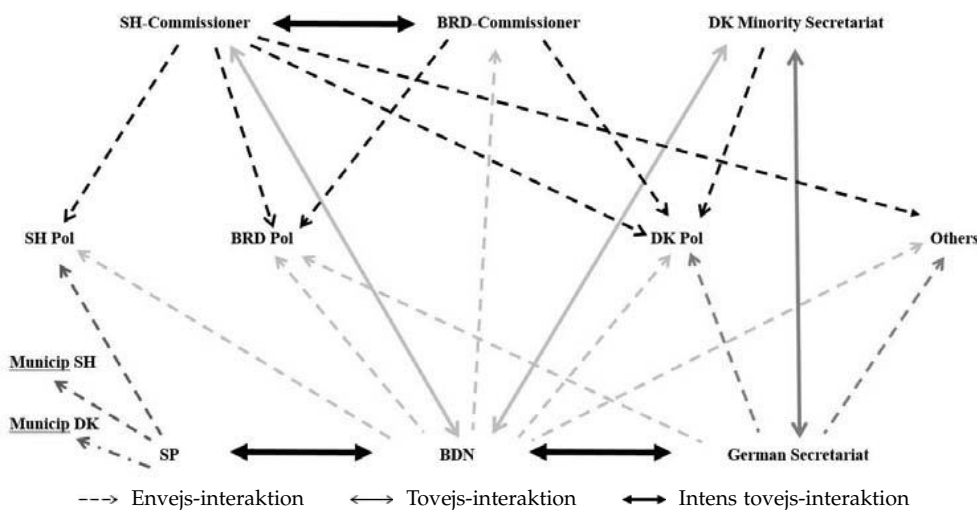 SH-Commissioner BRD-Commissioner DK Minority Secretariat
SH Pol BRD Pol DK Pol Others
Municip SH
Municip DK
SP BDN German Secretariat
Envejs-interaktion Tovejs-interaktion Intens tovejs-interaktion